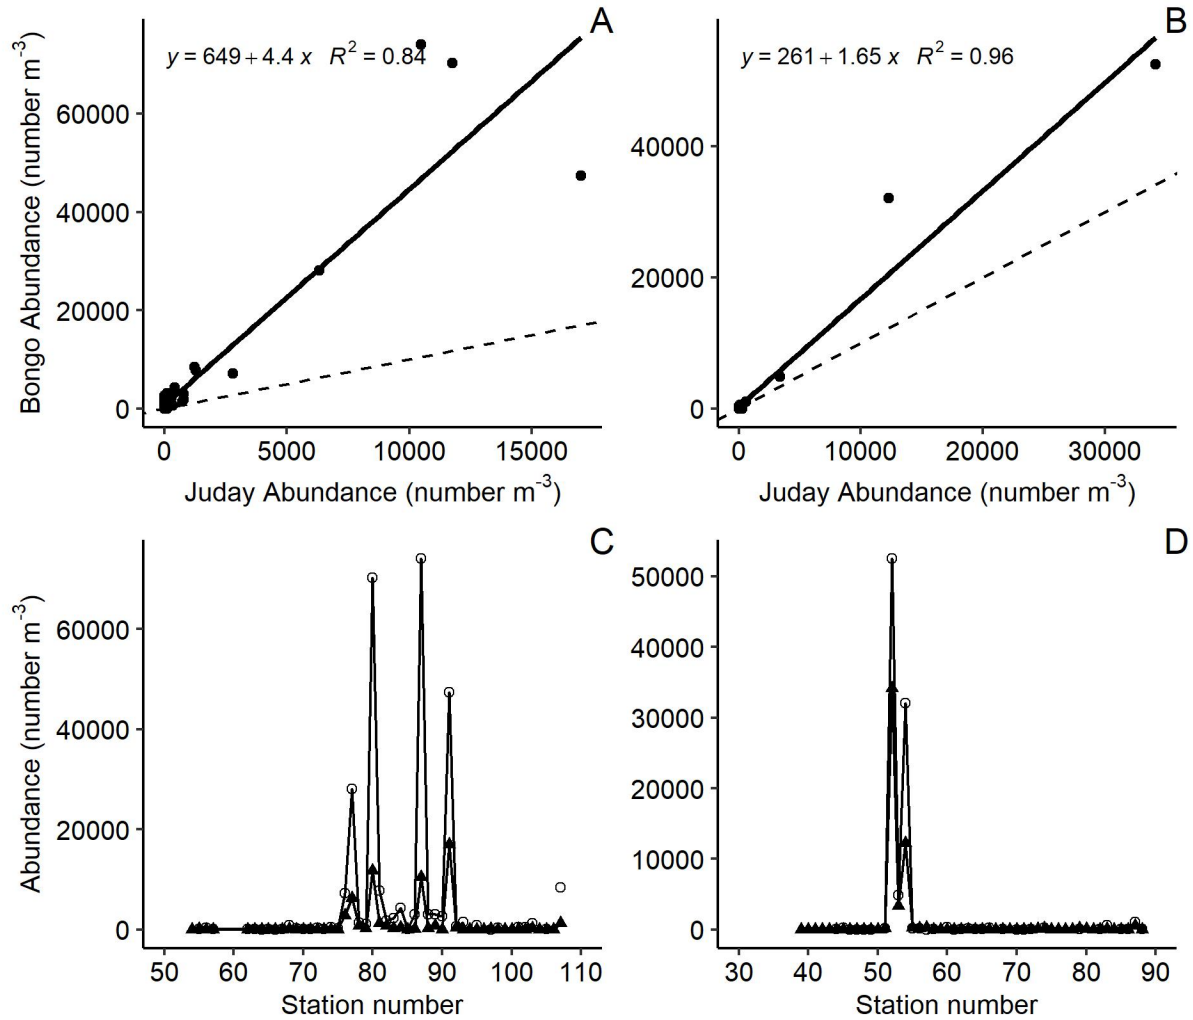 A
y = 649 + 4.4 x R² = 0.84
Bongo Abundance (number m⁻³)
60000
40000
20000
0
0 5000 10000 15000
Juday Abundance (number m⁻³)
B
y = 261 + 1.65 x R² = 0.96
40000
20000
0
0 10000 20000 30000
Juday Abundance (number m⁻³)
C
Abundance (number m⁻³)
60000
40000
20000
0
50 60 70 80 90 100 110
Station number
D
50000
40000
30000
20000
10000
0
30 40 50 60 70 80 90
Station number